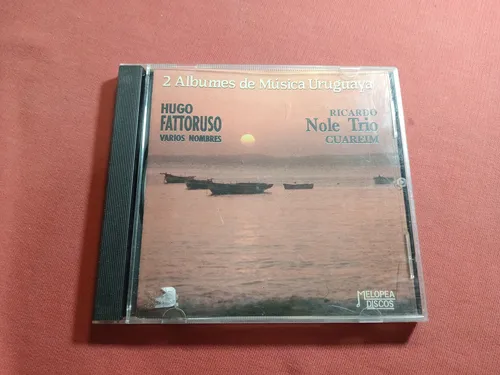 2 Albumes de Música Uruguaya
HUGO
FATTORUSO
VARIOS NOMBRES
RICARDO
Nole Trio
CUAREIM
MELOPEA
DISCOS